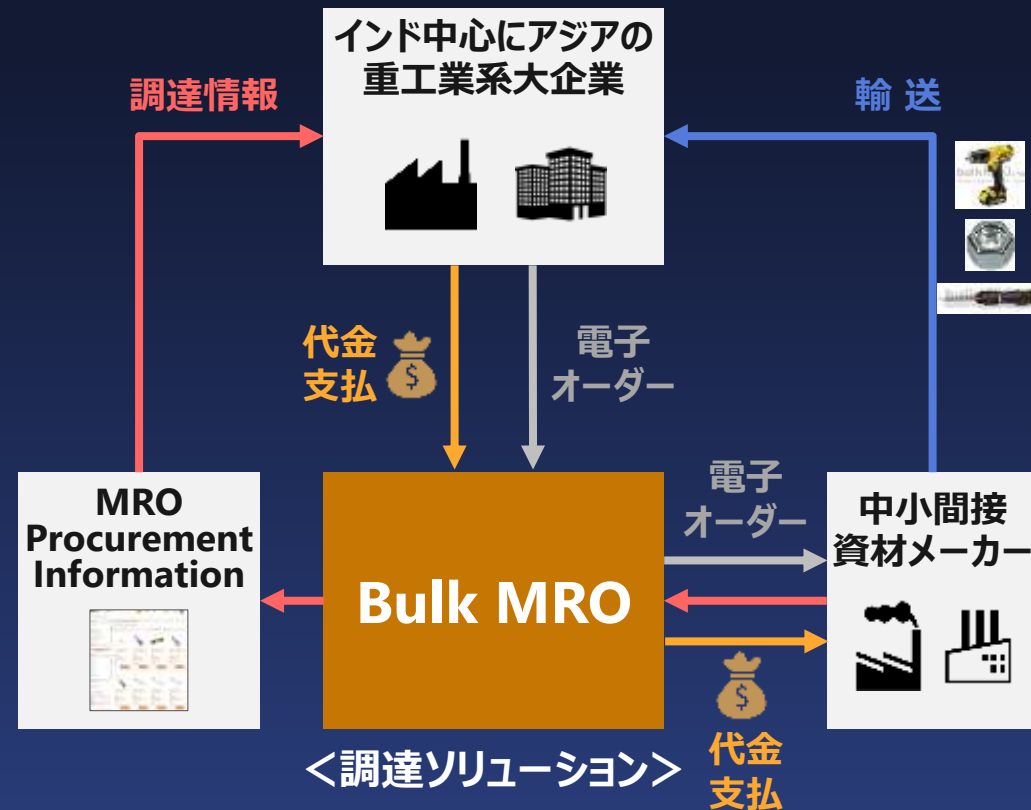 インド中心にアジアの
重工業系大企業
調達情報
輸 送
代金
支払
電子
オーダー
MRO
Procurement
Information
Bulk MRO
電子
オーダー
中小間接
資材メーカー
＜調達ソリューション＞
代金
支払